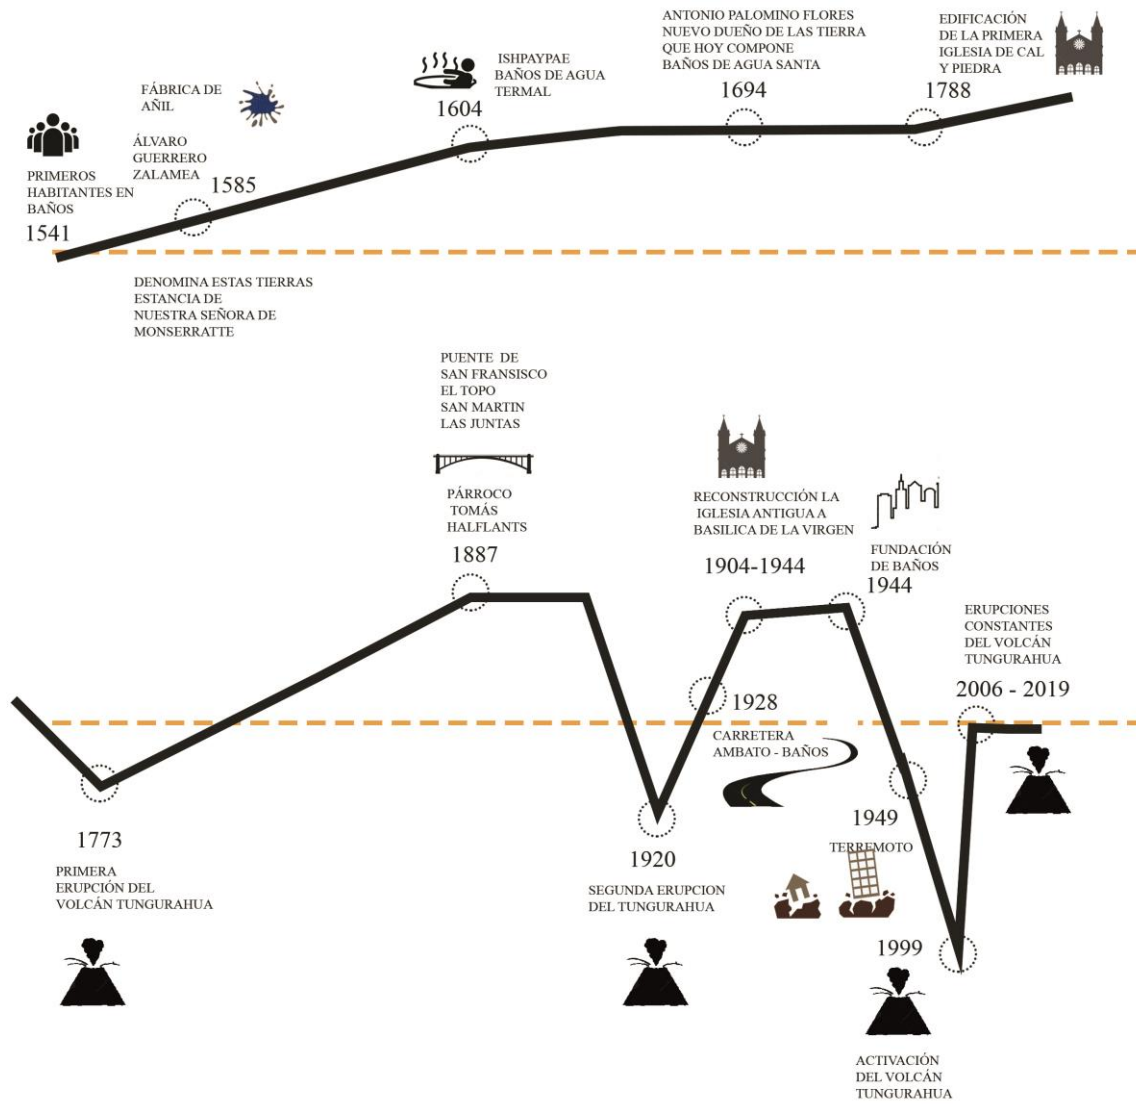 PRIMEROS
HABITANTES EN
BAÑOS
1541
FÁBRICA DE
AÑIL
ÁLVARO
GUERRERO
ZALAMEA
1585
DENOMINA ESTAS TIERRAS
ESTANCIA DE
NUESTRA SEÑORA DE
MONSERRATTE
ISHPAYPAE
BAÑOS DE AGUA
TERMAL
1604
ANTONIO PALOMINO FLORES
NUEVO DUEÑO DE LAS TIERRA
QUE HOY COMPONE
BAÑOS DE AGUA SANTA
1694
EDIFICACIÓN
DE LA PRIMERA
IGLESIA DE CAL
Y PIEDRA
1788
1773
PRIMERA
ERUPCIÓN DEL
VOLCÁN TUNGURAHUA
PUENTE DE
SAN FRANSISCO
EL TOPO
SAN MARTIN
LAS JUNTAS
PÁRROCO
TOMÁS
HALFLANTS
1887
1920
SEGUNDA ERUPCION
DEL TUNGURAHUA
1928
CARRETERA
AMBATO - BAÑOS
RECONSTRUCCIÓN LA
IGLESIA ANTIGUA A
BASILICA DE LA VIRGEN
1904-1944
FUNDACIÓN
DE BAÑOS
1944
1949
TERREMOTO
1999
ACTIVACIÓN
DEL VOLCÁN
TUNGURAHUA
ERUPCIONES
CONSTANTES
DEL VOLCÁN
TUNGURAHUA
2006 - 2019